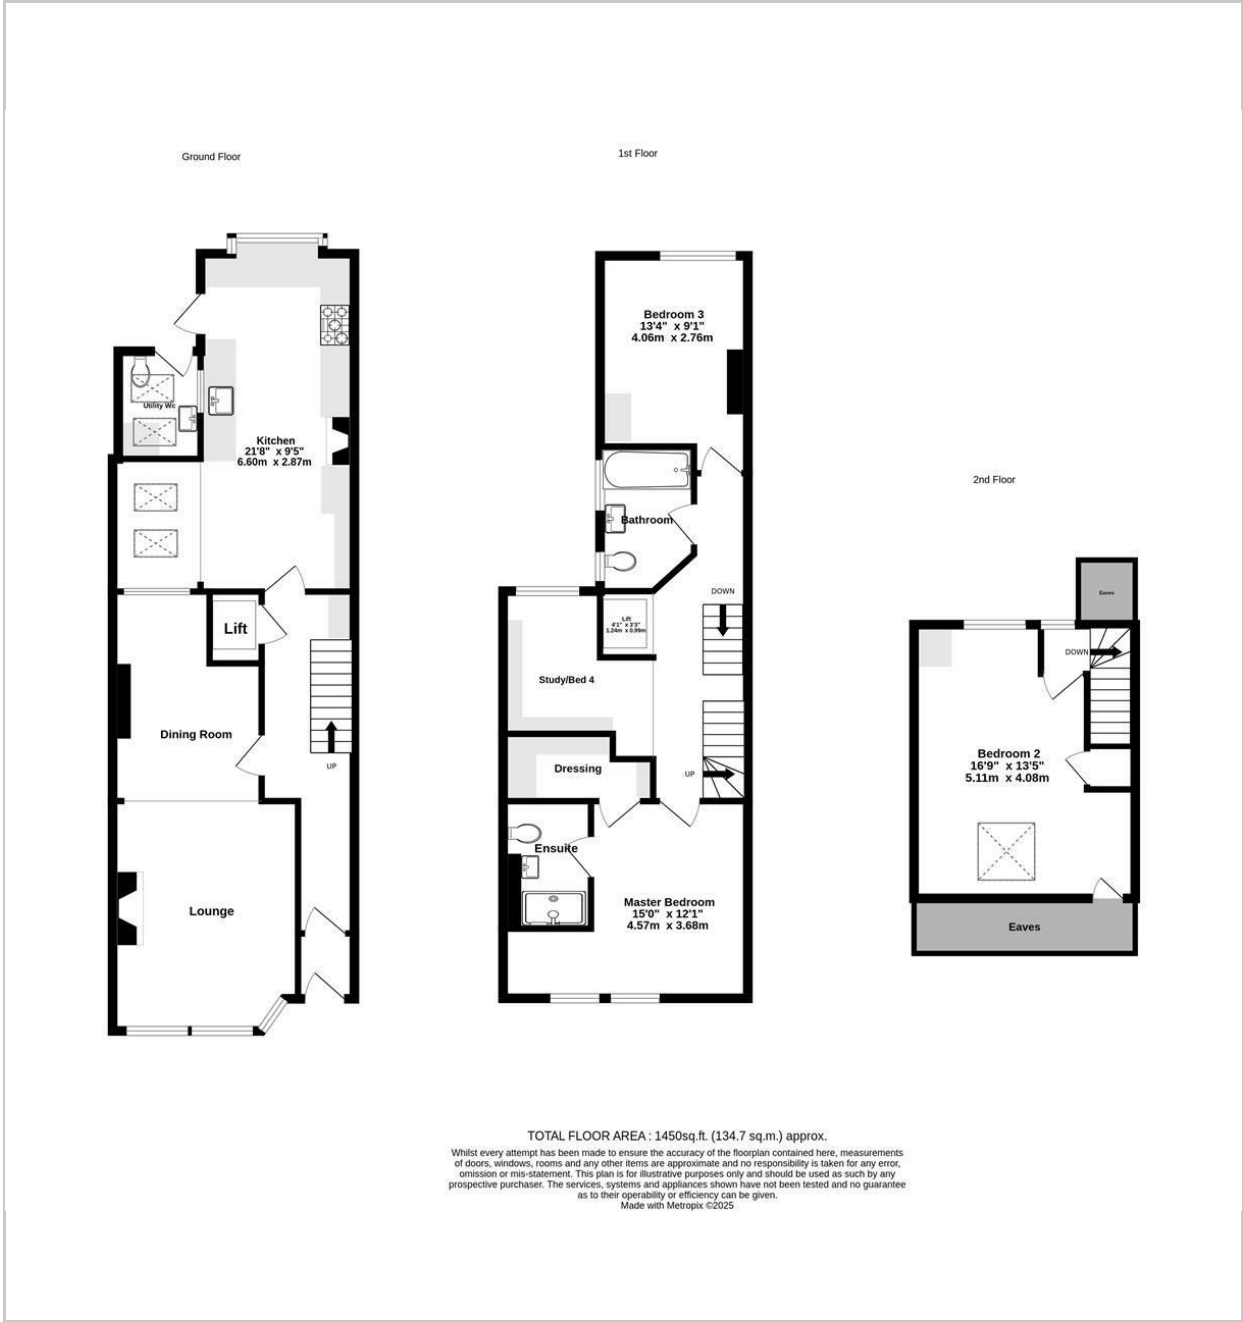 Ground Floor
Kitchen
21'8" x 9'5"
6.60m x 2.87m
Utility Wc
Lift
Dining Room
UP
Lounge
1st Floor
Bedroom 3
13'4" x 9'1"
4.06m x 2.76m
Bathroom
DOWN
Lift
4'1" x 3'3"
1.24m x 0.99m
Study/Bed 4
Dressing
UP
Ensuite
Master Bedroom
15'0" x 12'1"
4.57m x 3.68m
2nd Floor
Eaves
DOWN
Bedroom 2
16'9" x 13'5"
5.11m x 4.08m
Eaves
TOTAL FLOOR AREA : 1450sq.ft. (134.7 sq.m.) approx.
Whilst every attempt has been made to ensure the accuracy of the floorplan contained here, measurements
of doors, windows, rooms and any other items are approximate and no responsibility is taken for any error,
omission or mis-statement. This plan is for illustrative purposes only and should be used as such by any
prospective purchaser. The services, systems and appliances shown have not been tested and no guarantee
as to their operability or efficiency can be given.
Made with Metropix ©2025